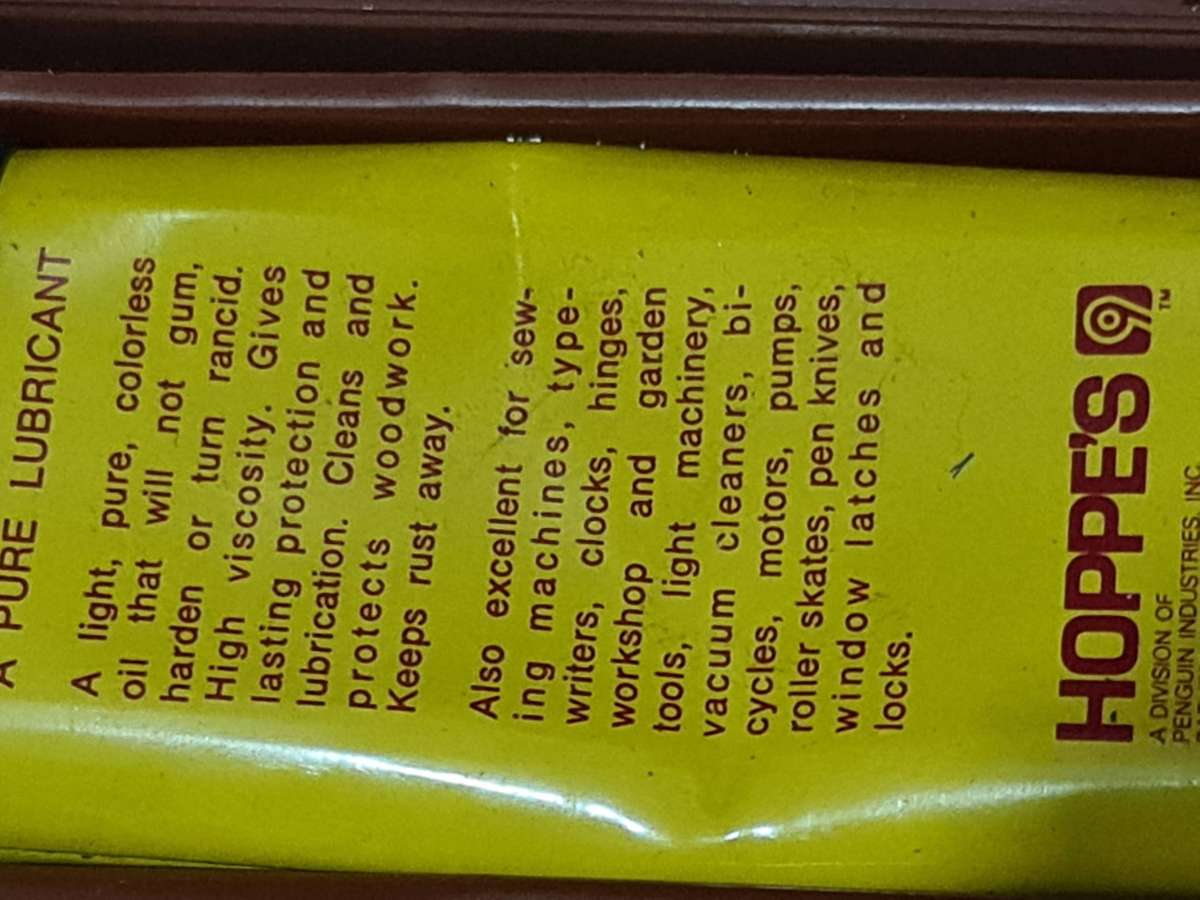 A PURE LUBRICANT
A light, pure, colorless
oil that will not gum,
harden or turn rancid.
High viscosity. Gives
lasting protection and
lubrication. Cleans and
protects woodwork.
Keeps rust away.
Also excellent for sew-
ing machines, type-
writers, clocks, hinges,
workshop and garden
tools, light machinery,
vacuum cleaners, bi-
cycles, motors, pumps,
roller skates, pen knives,
window latches and
locks.
HOPPE'S 9 ™
A DIVISION OF
PENGUIN INDUSTRIES, INC.